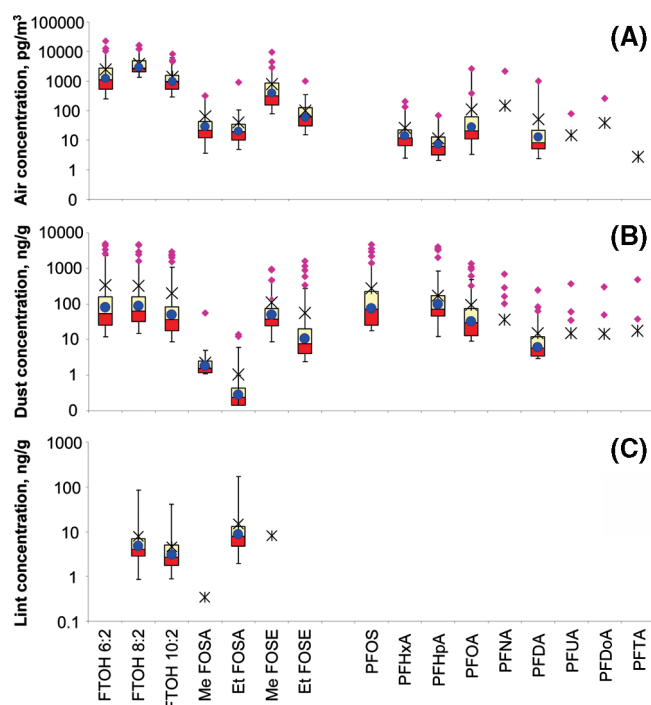 (A)
Air concentration, pg/m³
100000
10000
1000
100
10
1
0
(B)
Dust concentration, ng/g
10000
1000
100
10
1
0
(C)
Lint concentration, ng/g
1000
100
10
1
0.1
FTOH 6:2
FTOH 8:2
FTOH 10:2
Me FOSA
Et FOSA
Me FOSE
Et FOSE
PFOS
PFHxA
PFHpA
PFOA
PFNA
PFDA
PFUA
PFDoA
PFTA